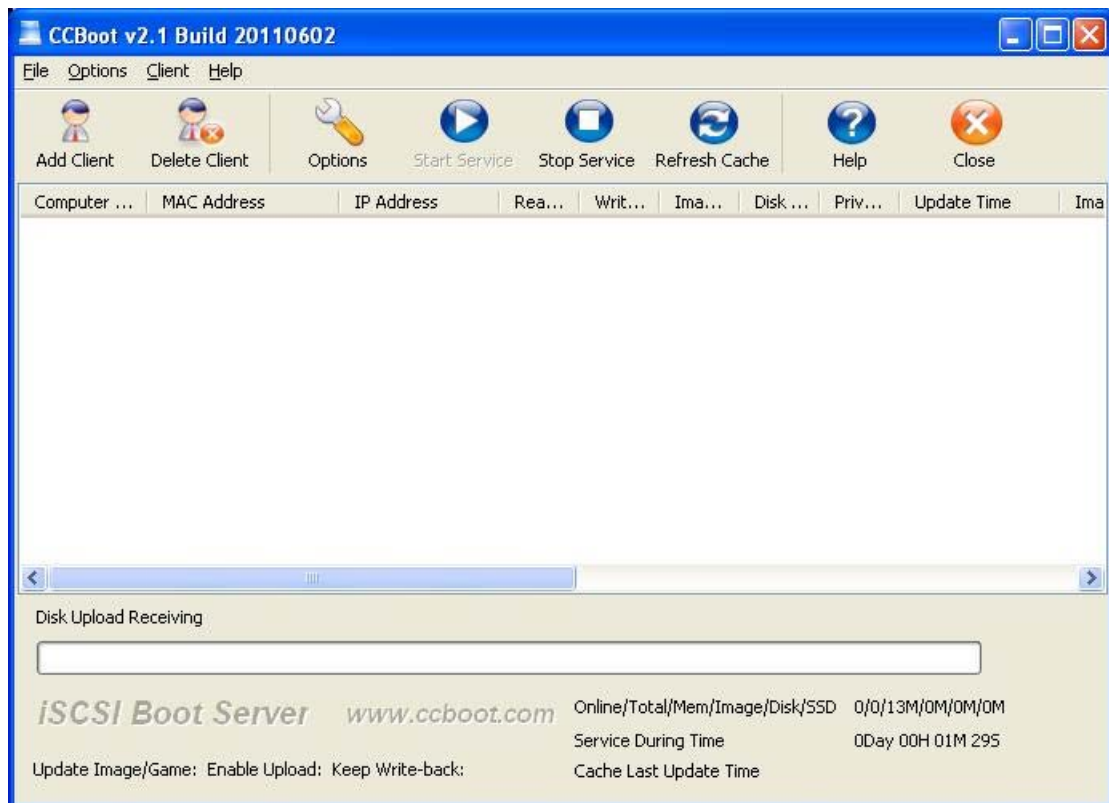 CCBoot v2.1 Build 20110602
File Options Client Help
Add Client Delete Client Options Start Service Stop Service Refresh Cache Help Close
Computer ... MAC Address IP Address Rea... Writ... Ima... Disk ... Priv... Update Time Ima
Disk Upload Receiving
iSCSI Boot Server www.ccboot.com Online/Total/Mem/Image/Disk/SSD 0/0/13M/0M/0M/0M
Service During Time 0Day 00H 01M 29S
Update Image/Game: Enable Upload: Keep Write-back: Cache Last Update Time